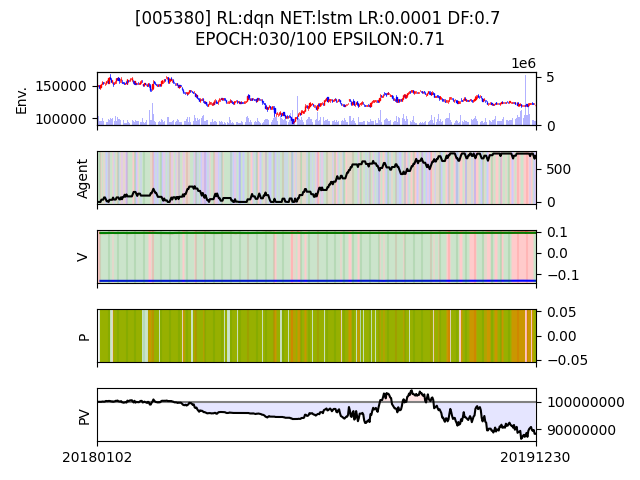 [005380] RL:dqn NET:lstm LR:0.0001 DF:0.7
EPOCH:030/100 EPSILON:0.71
1e6
Env.
150000
100000
5
0
Agent
500
0
V
0.1
0.0
−0.1
P
0.05
0.00
−0.05
PV
100000000
90000000
20180102
20191230